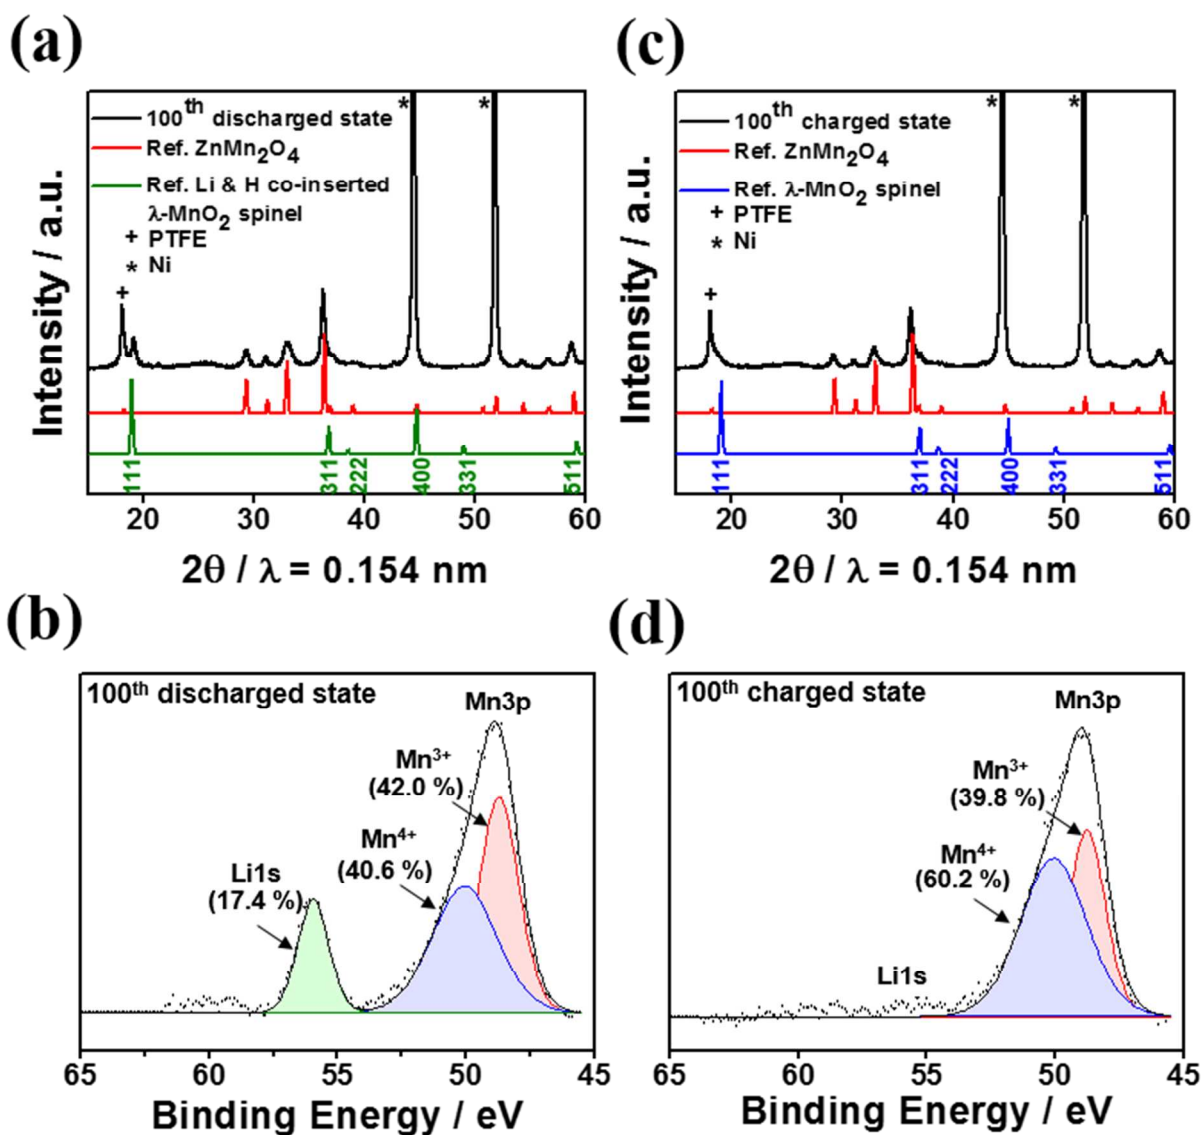 (a)
100th discharged state
Ref. ZnMn2O4
Ref. Li & H co-inserted
λ-MnO2 spinel
+ PTFE
* Ni
+
*
*
Intensity / a.u.
111
311
222
400
331
511
20 30 40 50 60
2θ / λ = 0.154 nm
(c)
100th charged state
Ref. ZnMn2O4
Ref. λ-MnO2 spinel
+ PTFE
* Ni
+
*
*
Intensity / a.u.
111
311
222
400
331
511
20 30 40 50 60
2θ / λ = 0.154 nm
(b)
100th discharged state
Mn3p
Mn3+
(42.0 %)
Mn4+
(40.6 %)
Li1s
(17.4 %)
65 60 55 50 45
Binding Energy / eV
(d)
100th charged state
Mn3p
Mn3+
(39.8 %)
Mn4+
(60.2 %)
Li1s
65 60 55 50 45
Binding Energy / eV